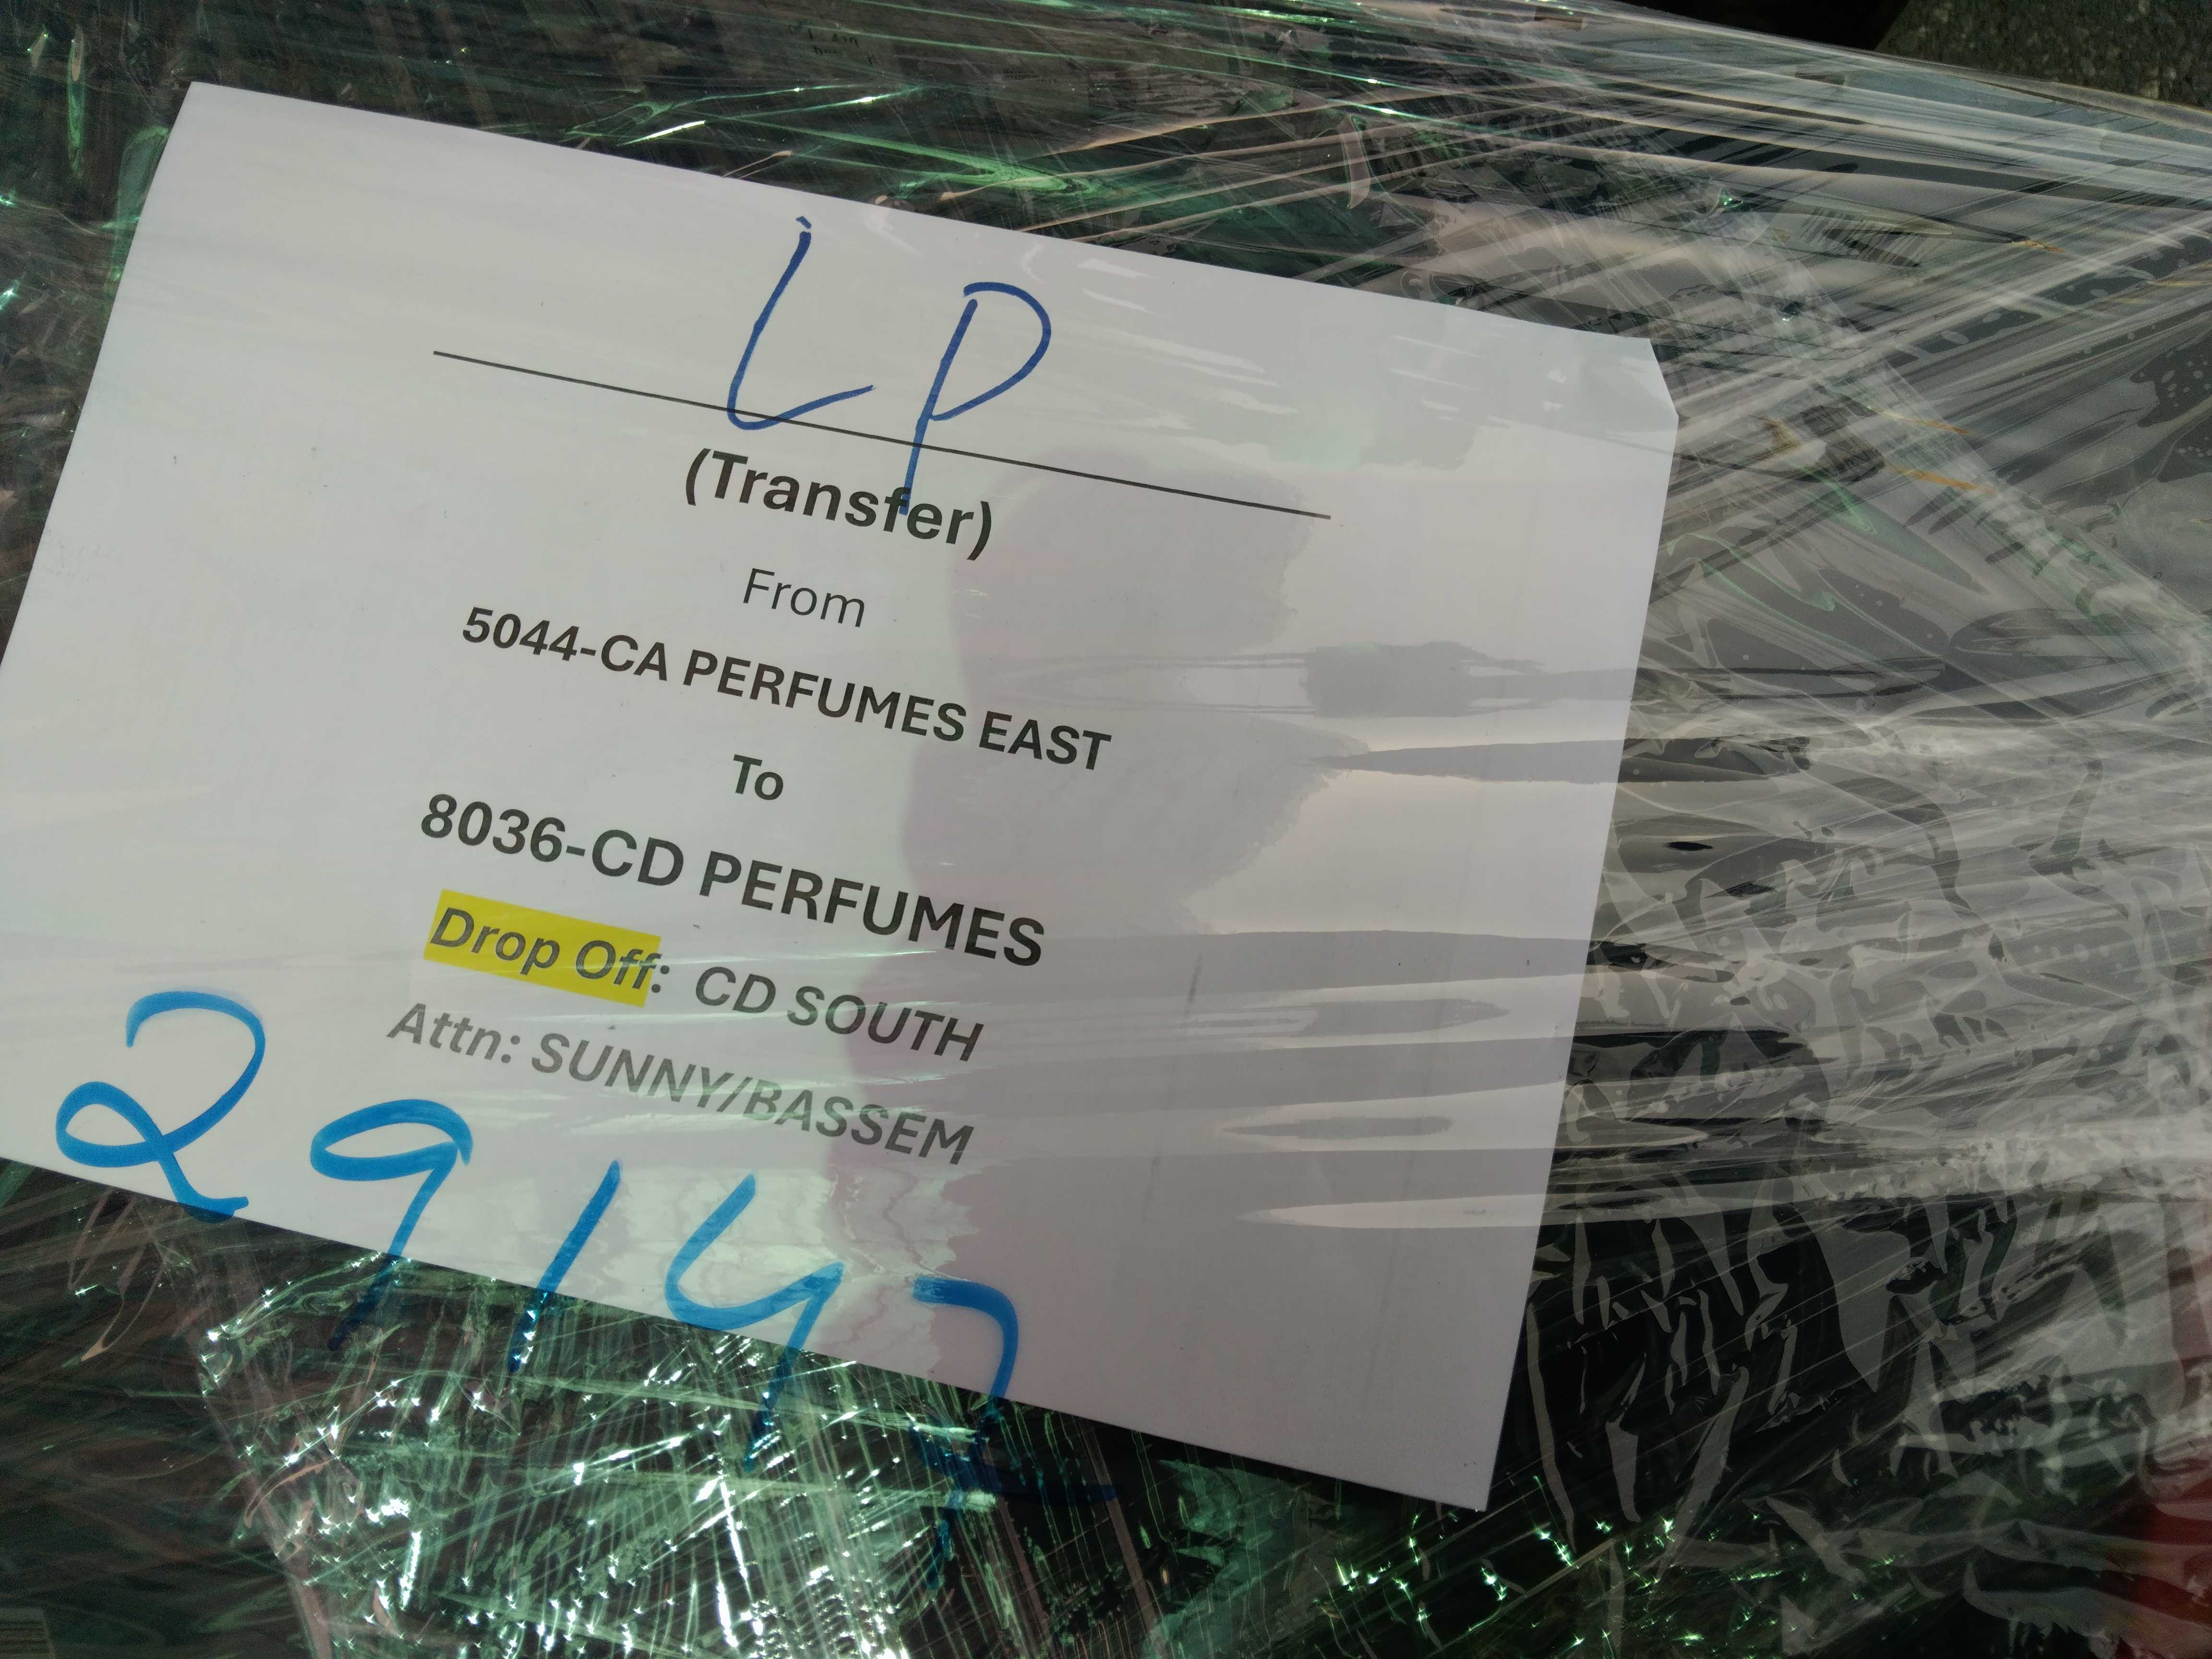 LP
(Transfer)
From
5044-CA PERFUMES EAST
To
8036-CD PERFUMES
Drop Off: CD SOUTH
Attn: SUNNY/BASSEM
29147